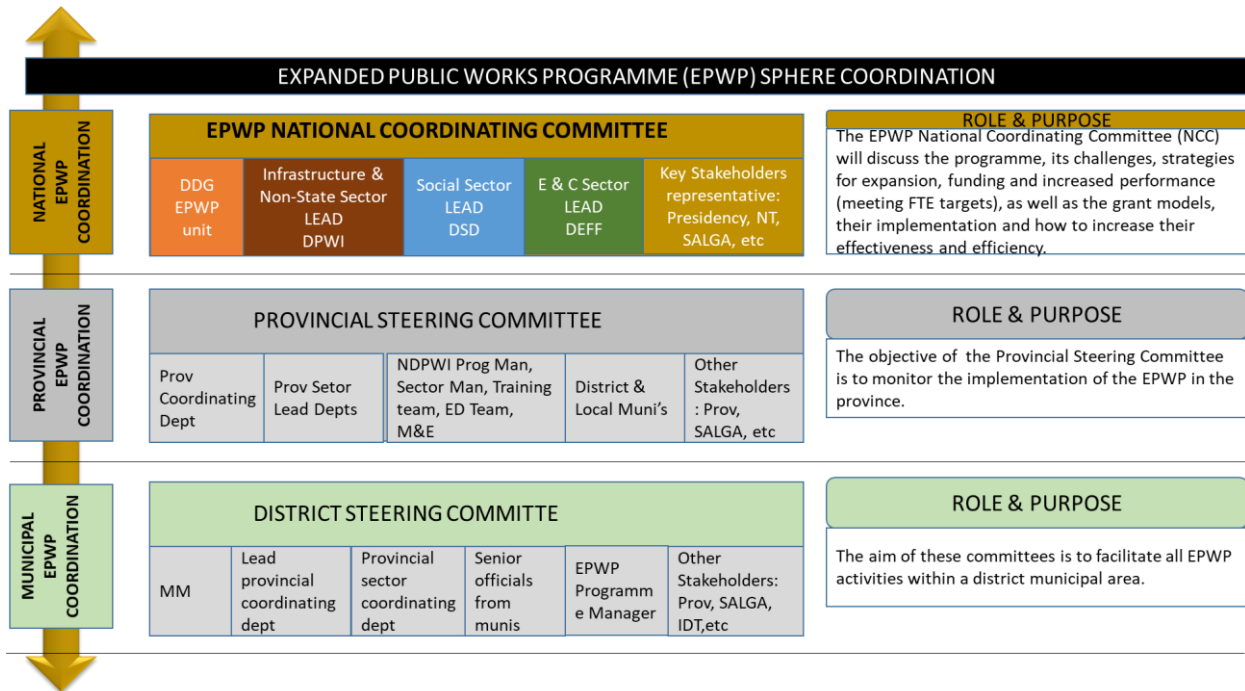 EXPANDED PUBLIC WORKS PROGRAMME (EPWP) SPHERE COORDINATION
NATIONAL
EPWP
COORDINATION
EPWP NATIONAL COORDINATING COMMITTEE
DDG
EPWP
unit
Infrastructure &
Non-State Sector
LEAD
DPWI
Social Sector
LEAD
DSD
E & C Sector
LEAD
DEFF
Key Stakeholders
representative:
Presidency, NT,
SALGA, etc
ROLE & PURPOSE
The EPWP National Coordinating Committee (NCC)
will discuss the programme, its challenges, strategies
for expansion, funding and increased performance
(meeting FTE targets), as well as the grant models,
their implementation and how to increase their
effectiveness and efficiency.
PROVINCIAL
EPWP
COORDINATION
PROVINCIAL STEERING COMMITTEE
Prov
Coordinating
Dept
Prov Setor
Lead Depts
NDPWI Prog Man,
Sector Man, Training
team, ED Team,
M&E
District &
Local Muni's
Other
Stakeholders
: Prov,
SALGA, etc
ROLE & PURPOSE
The objective of the Provincial Steering Committee
is to monitor the implementation of the EPWP in the
province.
MUNICIPAL
EPWP
COORDINATION
DISTRICT STEERING COMMITTE
MM
Lead
provincial
coordinating
dept
Provincial
sector
coordinating
dept
Senior
officials
from
munis
EPWP
Programm
e Manager
Other
Stakeholders:
Prov, SALGA,
IDT,etc
ROLE & PURPOSE
The aim of these committees is to facilitate all EPWP
activities within a district municipal area.